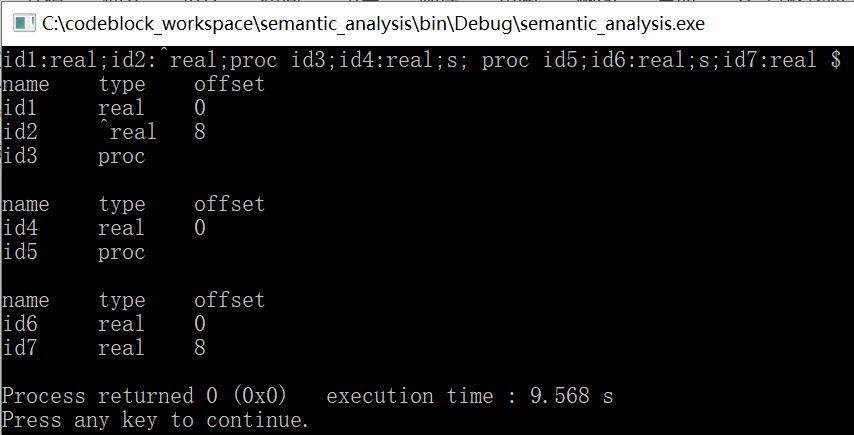 C:\codeblock_workspace\semantic_analysis\bin\Debug\semantic_analysis.exe
id1:real;id2:^real;proc id3;id4:real;s; proc id5;id6:real;s;id7:real $
name    type    offset
id1     real    0
id2     ^real   8
id3     proc
name    type    offset
id4     real    0
id5     proc
name    type    offset
id6     real    0
id7     real    8
Process returned 0 (0x0)   execution time : 9.568 s
Press any key to continue.